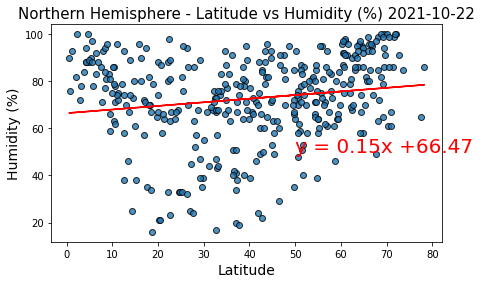 Northern Hemisphere - Latitude vs Humidity (%) 2021-10-22
100
80
60
40
20
Humidity (%)
y = 0.15x +66.47
0 10 20 30 40 50 60 70 80
Latitude